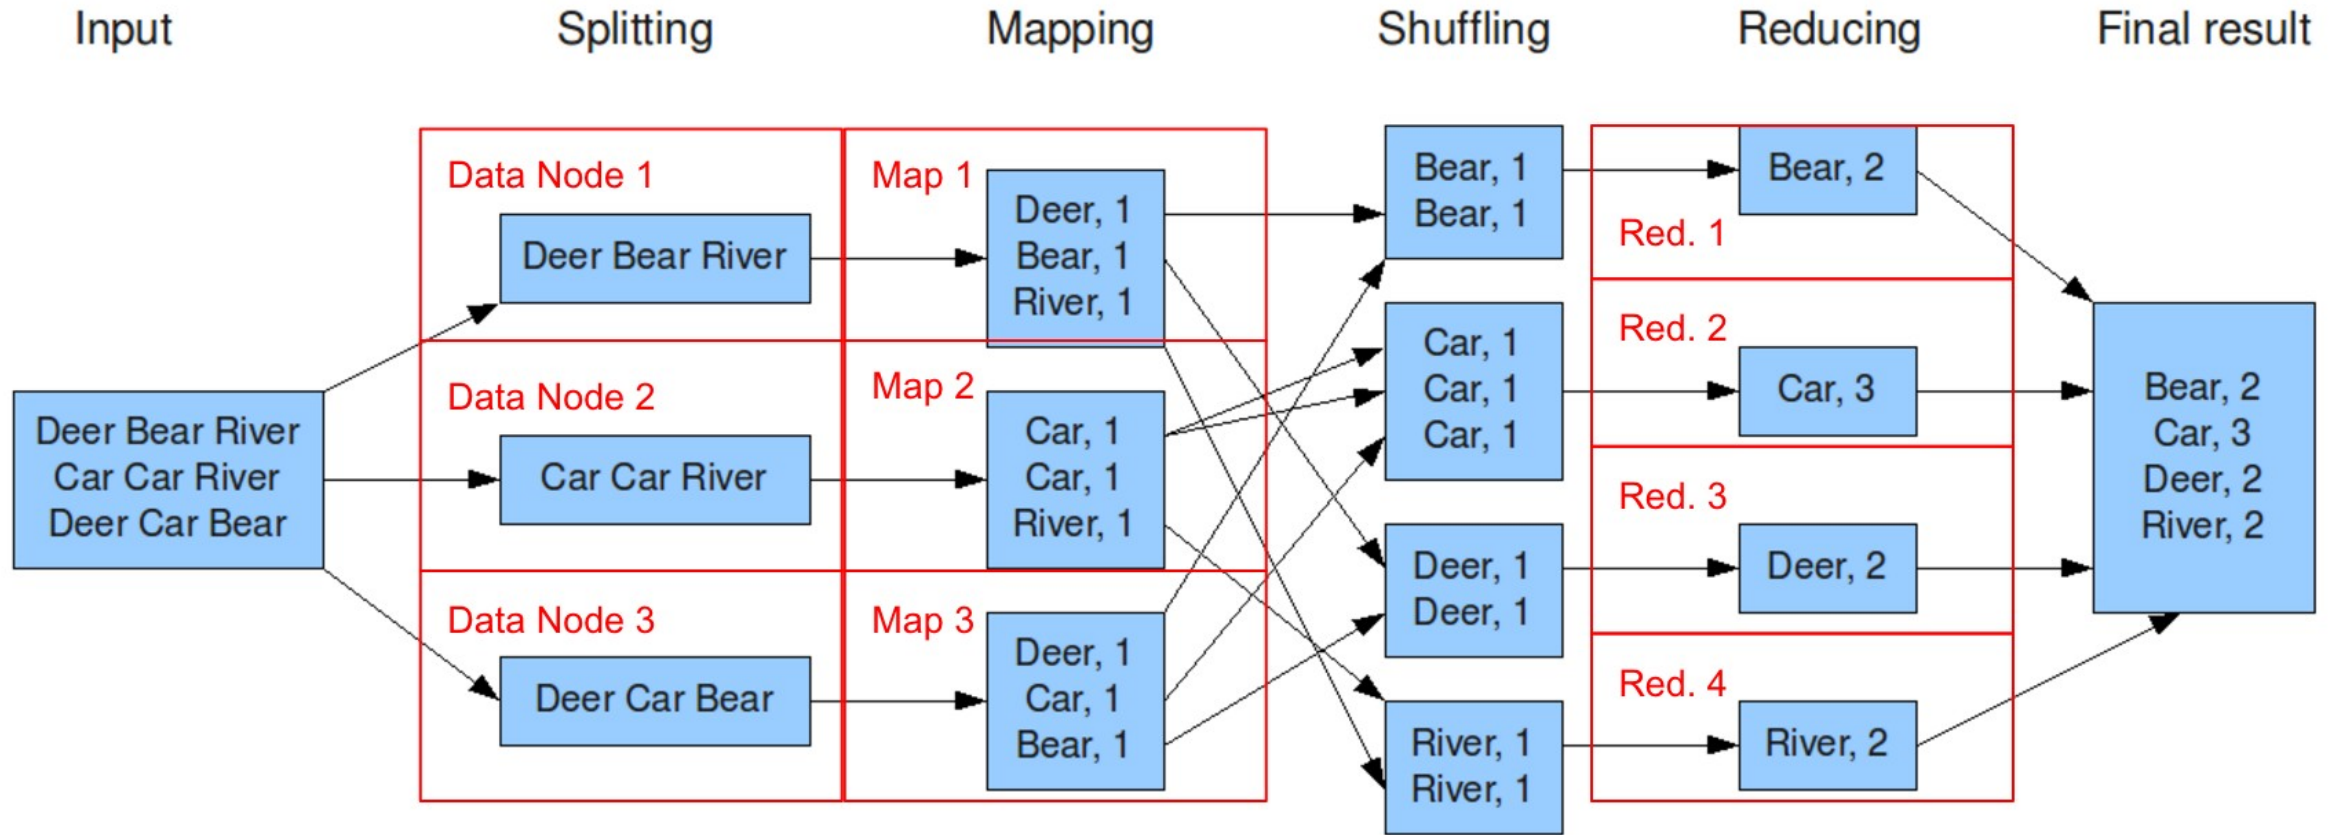 Input
Splitting
Mapping
Shuffling
Reducing
Final result
Deer Bear River
Car Car River
Deer Car Bear
Data Node 1
Deer Bear River
Data Node 2
Car Car River
Data Node 3
Deer Car Bear
Map 1
Deer, 1
Bear, 1
River, 1
Map 2
Car, 1
Car, 1
River, 1
Map 3
Deer, 1
Car, 1
Bear, 1
Bear, 1
Bear, 1
Car, 1
Car, 1
Car, 1
Deer, 1
Deer, 1
River, 1
River, 1
Bear, 2
Red. 1
Red. 2
Car, 3
Red. 3
Deer, 2
Red. 4
River, 2
Bear, 2
Car, 3
Deer, 2
River, 2